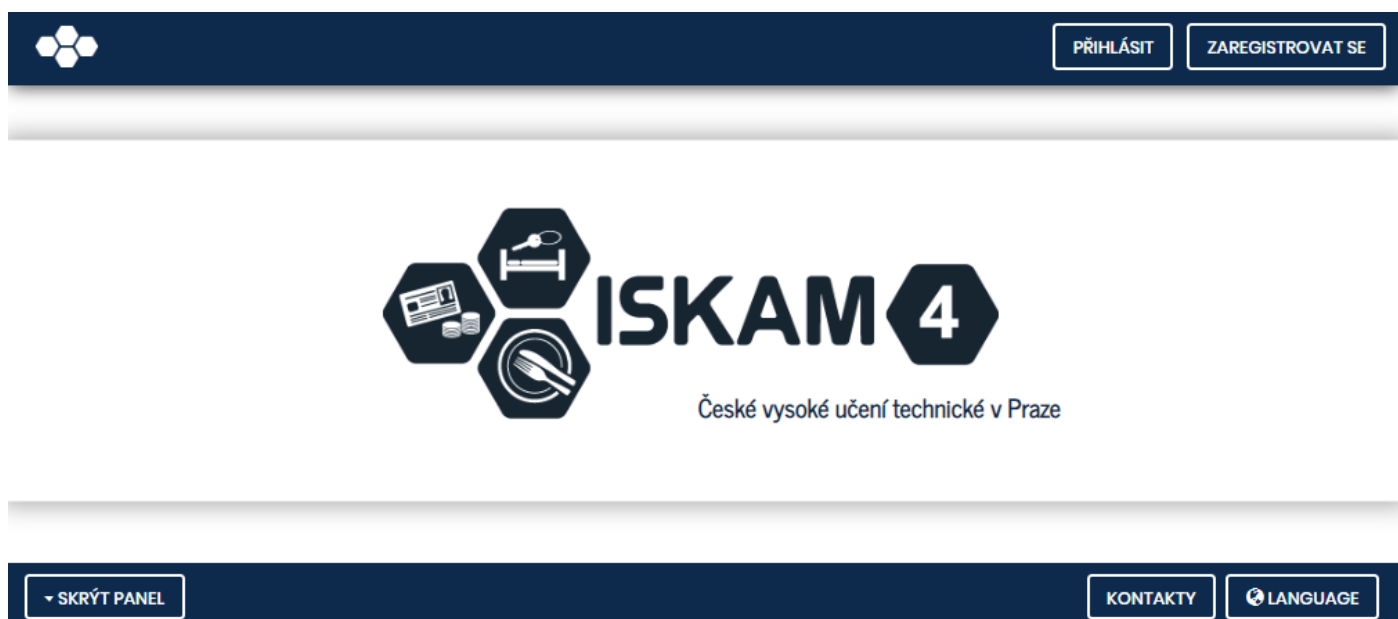 PŘIHLÁSIT
ZAREGISTROVAT SE
ISKAM 4
České vysoké učení technické v Praze
SKRÝT PANEL
KONTAKTY
LANGUAGE